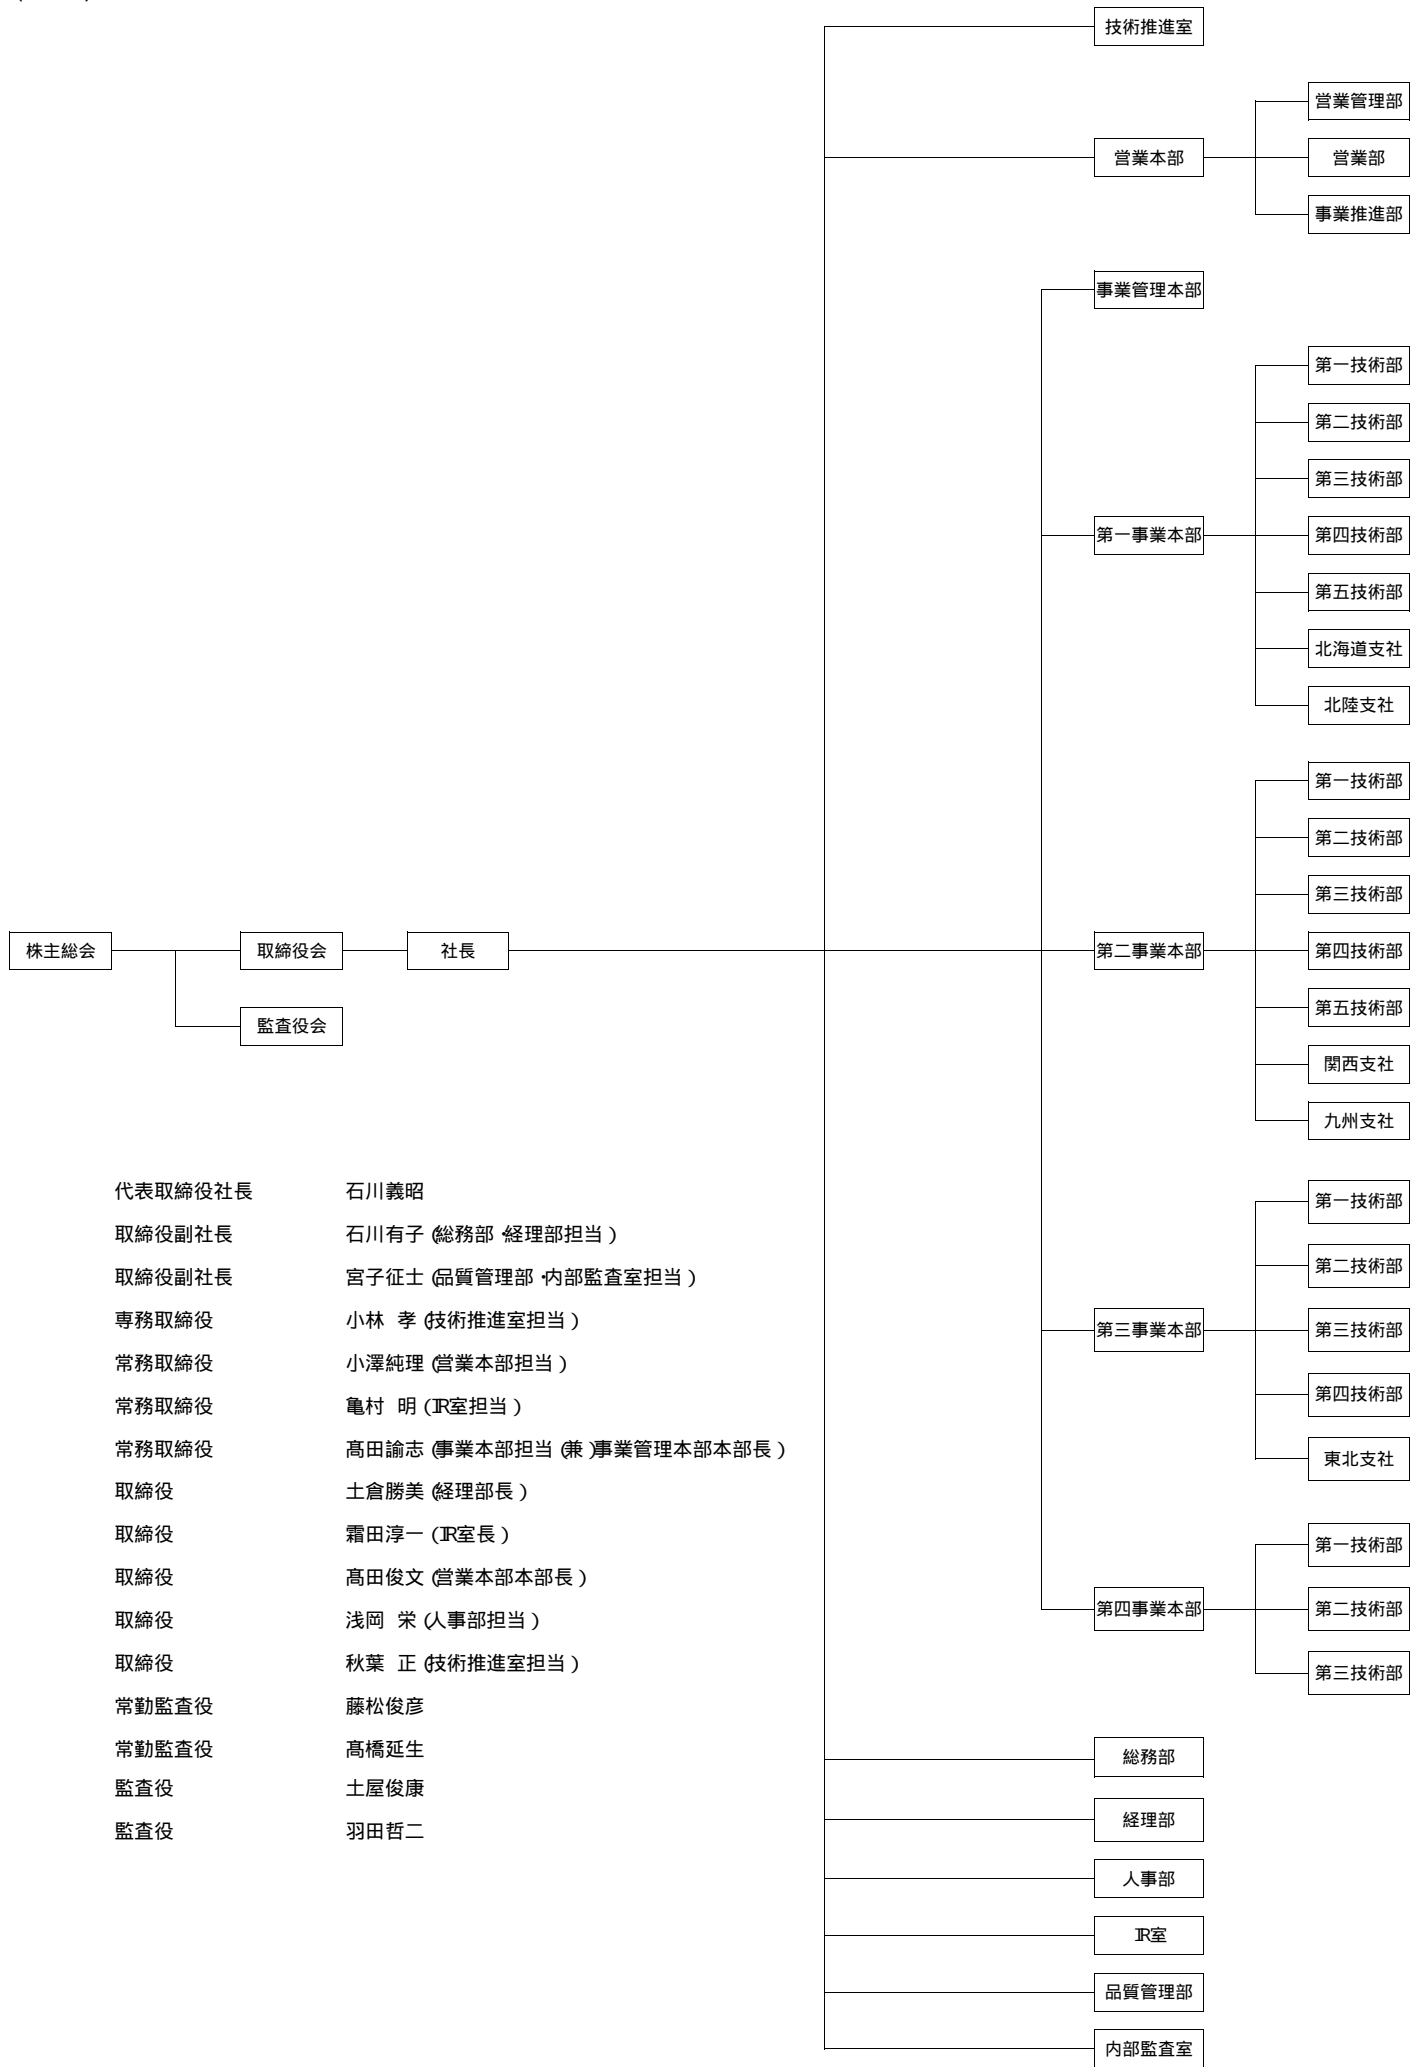 技術推進室
営業管理部
営業本部
営業部
事業推進部
事業管理本部
第一技術部
第二技術部
第三技術部
第一事業本部
第四技術部
第五技術部
北海道支社
北陸支社
第一技術部
第二技術部
第三技術部
株主総会
取締役会
社長
第二事業本部
第四技術部
第五技術部
監査役会
関西支社
九州支社
代表取締役社長 石川義昭
取締役副社長 石川有子(総務部・経理部担当)
取締役副社長 宮子征士(品質管理部・内部監査室担当)
専務取締役 小林 孝(技術推進室担当)
常務取締役 小澤純理(営業本部担当)
常務取締役 亀村 明(IR室担当)
常務取締役 髙田諭志(事業本部担当(兼)事業管理本部本部長)
取締役 土倉勝美(経理部長)
取締役 霜田淳一(IR室長)
取締役 髙田俊文(営業本部本部長)
取締役 浅岡 栄(人事部担当)
取締役 秋葉 正(技術推進室担当)
常勤監査役 藤松俊彦
常勤監査役 髙橋延生
監査役 土屋俊康
監査役 羽田哲二
第一技術部
第二技術部
第三事業本部
第三技術部
第四技術部
東北支社
第一技術部
第四事業本部
第二技術部
第三技術部
総務部
経理部
人事部
IR室
品質管理部
内部監査室